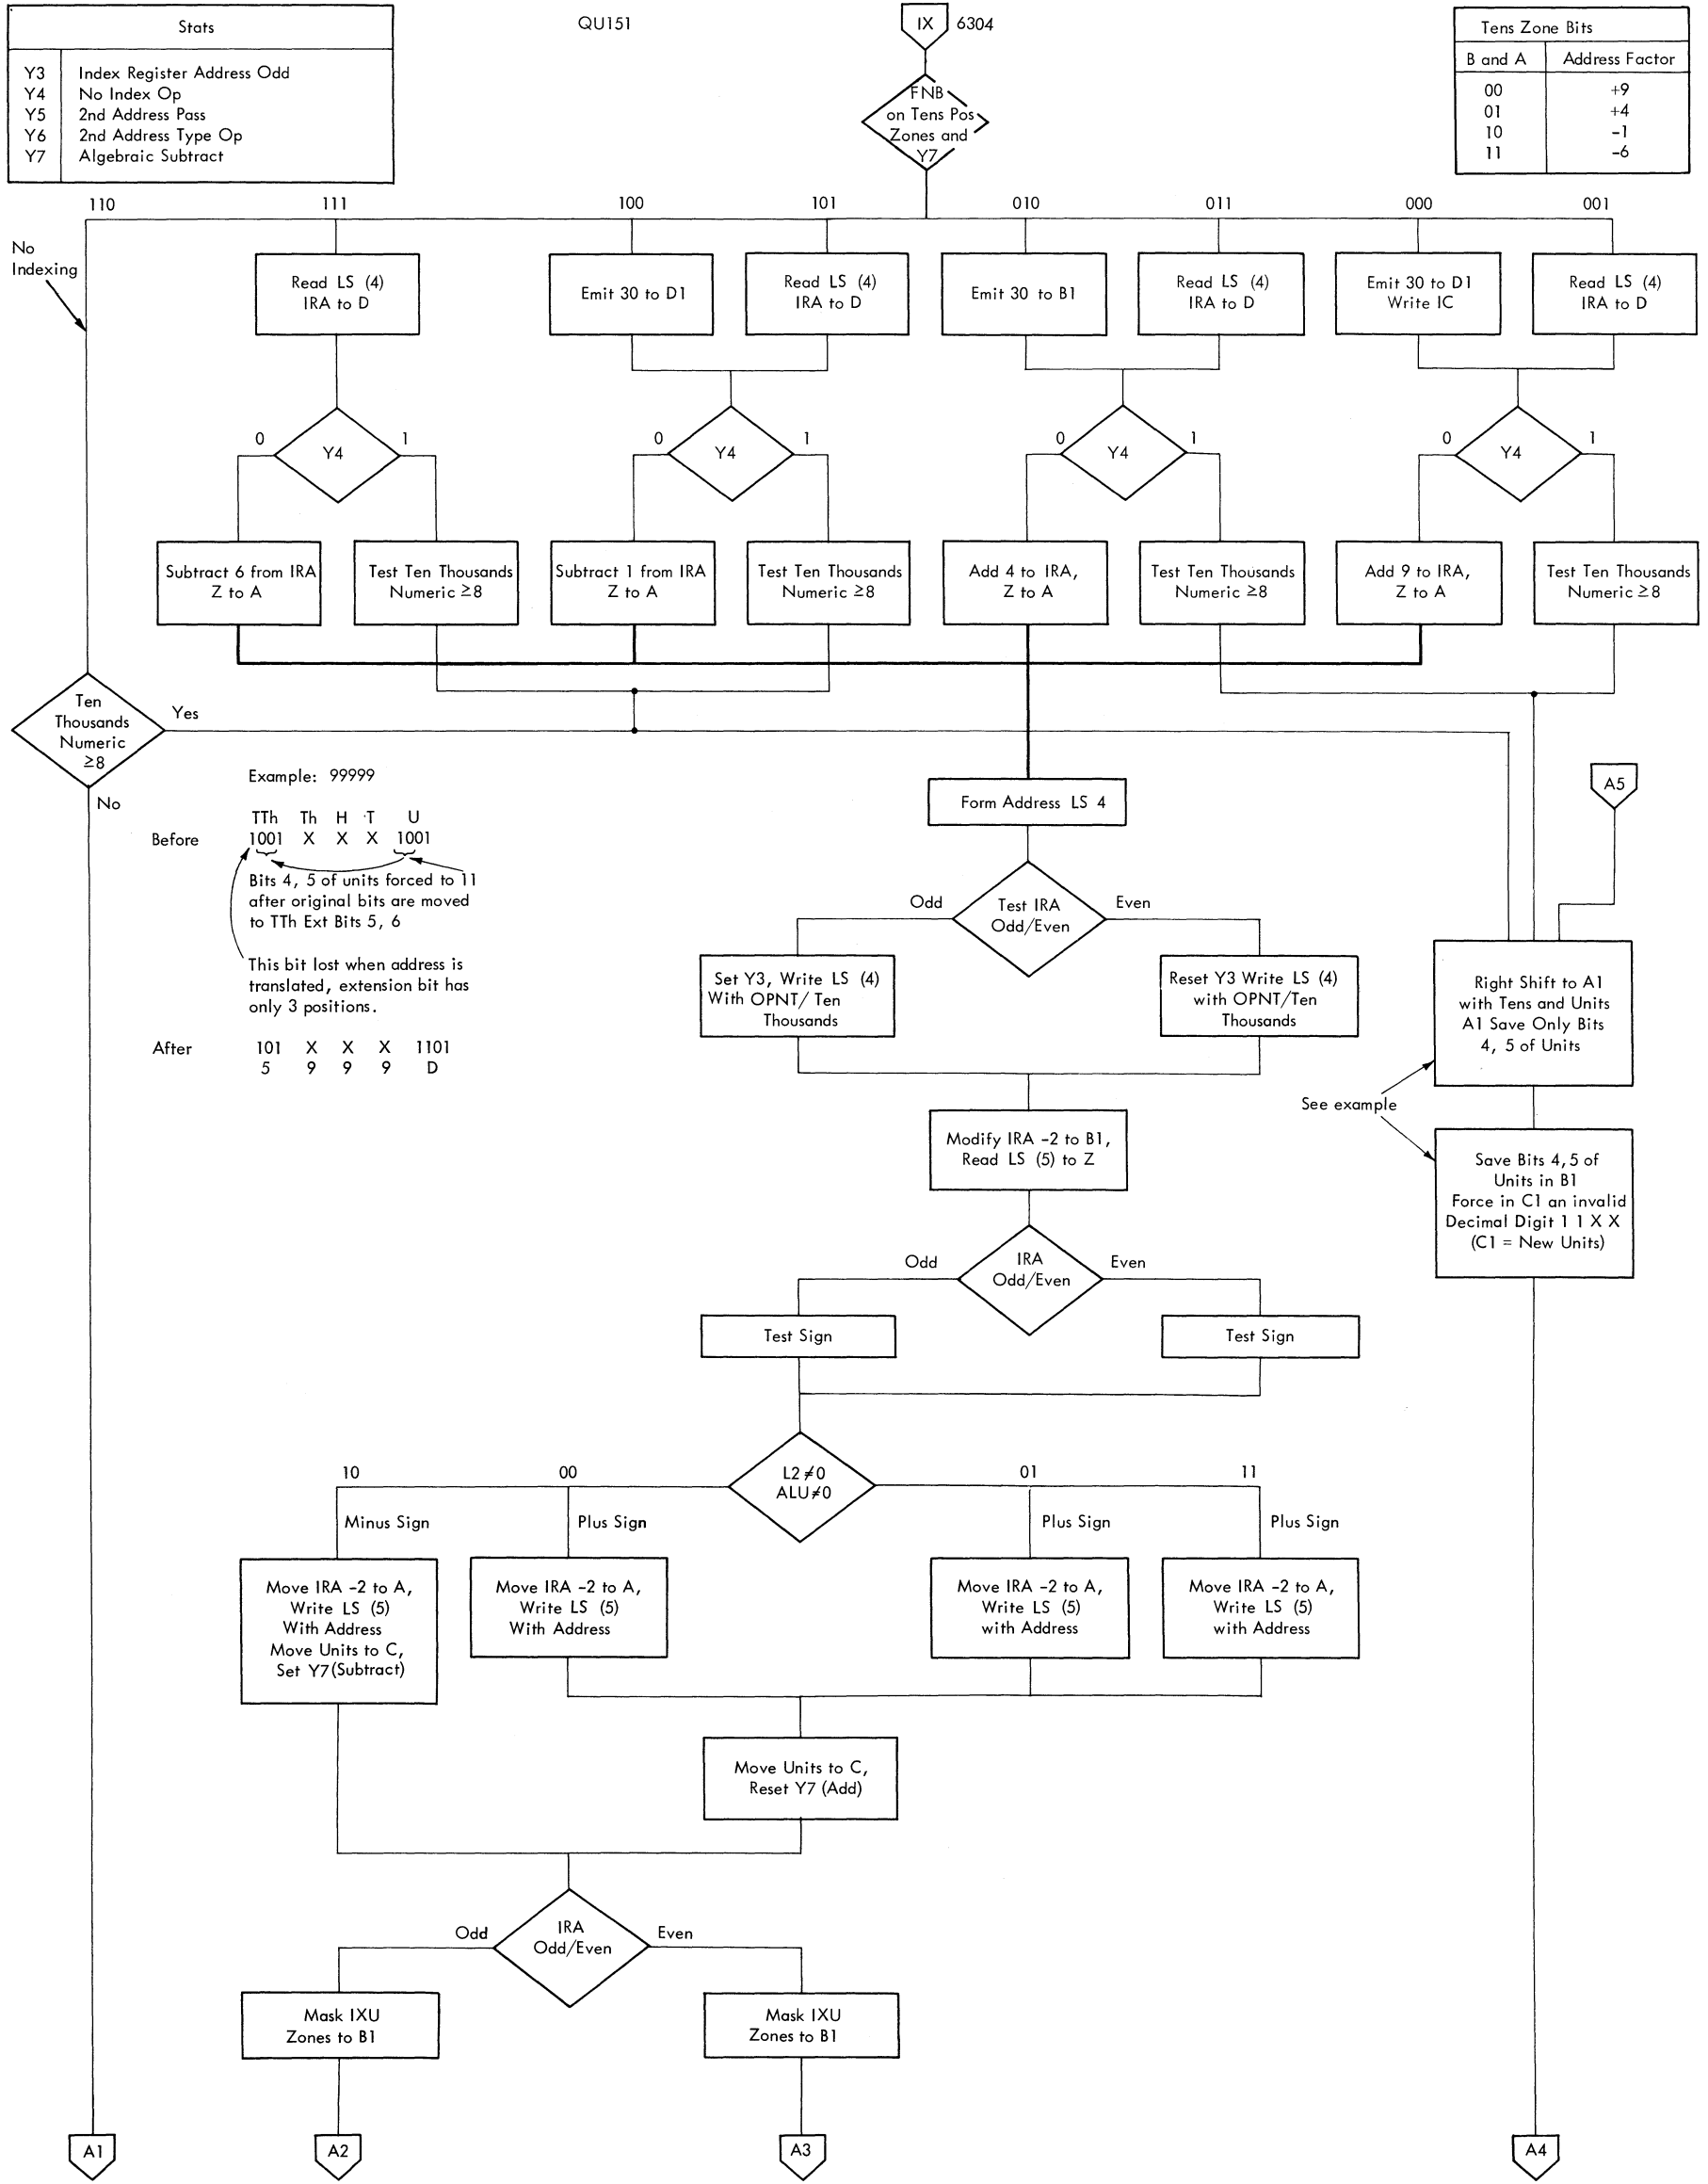 Stats
Y3 Index Register Address Odd
Y4 No Index Op
Y5 2nd Address Pass
Y6 2nd Address Type Op
Y7 Algebraic Subtract
QU151
IX 6304
FNB
on Tens Pos
Zones and
Y7
Tens Zone Bits
B and A Address Factor
00 +9
01 +4
10 -1
11 -6
110 111 100 101 010 011 000 001
No
Indexing
Read LS (4)
IRA to D
Emit 30 to D1
Read LS (4)
IRA to D
Emit 30 to B1
Read LS (4)
IRA to D
Emit 30 to D1
Write IC
Read LS (4)
IRA to D
0 Y4 1
0 Y4 1
0 Y4 1
0 Y4 1
Subtract 6 from IRA
Z to A
Test Ten Thousands
Numeric ≥8
Subtract 1 from IRA
Z to A
Test Ten Thousands
Numeric ≥8
Add 4 to IRA,
Z to A
Test Ten Thousands
Numeric ≥8
Add 9 to IRA,
Z to A
Test Ten Thousands
Numeric ≥8
Ten
Thousands
Numeric
≥8
Yes
No
Example: 99999
TTh Th H T U
Before 1001 X X X 1001
Bits 4, 5 of units forced to 11
after original bits are moved
to TTh Ext Bits 5, 6
This bit lost when address is
translated, extension bit has
only 3 positions.
After 101 X X X 1101
5 9 9 9 D
Form Address LS 4
A5
Odd Test IRA
Odd/Even Even
Set Y3, Write LS (4)
With OPNT/Ten
Thousands
Reset Y3 Write LS (4)
with OPNT/Ten
Thousands
Right Shift to A1
with Tens and Units
A1 Save Only Bits
4, 5 of Units
See example
Modify IRA -2 to B1,
Read LS (5) to Z
Save Bits 4,5 of
Units in B1
Force in C1 an invalid
Decimal Digit 1 1 X X
(C1 = New Units)
Odd IRA
Odd/Even Even
Test Sign
Test Sign
L2≠0
ALU≠0
10 00 01 11
Minus Sign Plus Sign Plus Sign Plus Sign
Move IRA -2 to A,
Write LS (5)
With Address
Move Units to C,
Set Y7(Subtract)
Move IRA -2 to A,
Write LS (5)
With Address
Move IRA -2 to A,
Write LS (5)
with Address
Move IRA -2 to A,
Write LS (5)
with Address
Move Units to C,
Reset Y7 (Add)
Odd IRA
Odd/Even Even
Mask IXU
Zones to B1
Mask IXU
Zones to B1
A1 A2 A3 A4